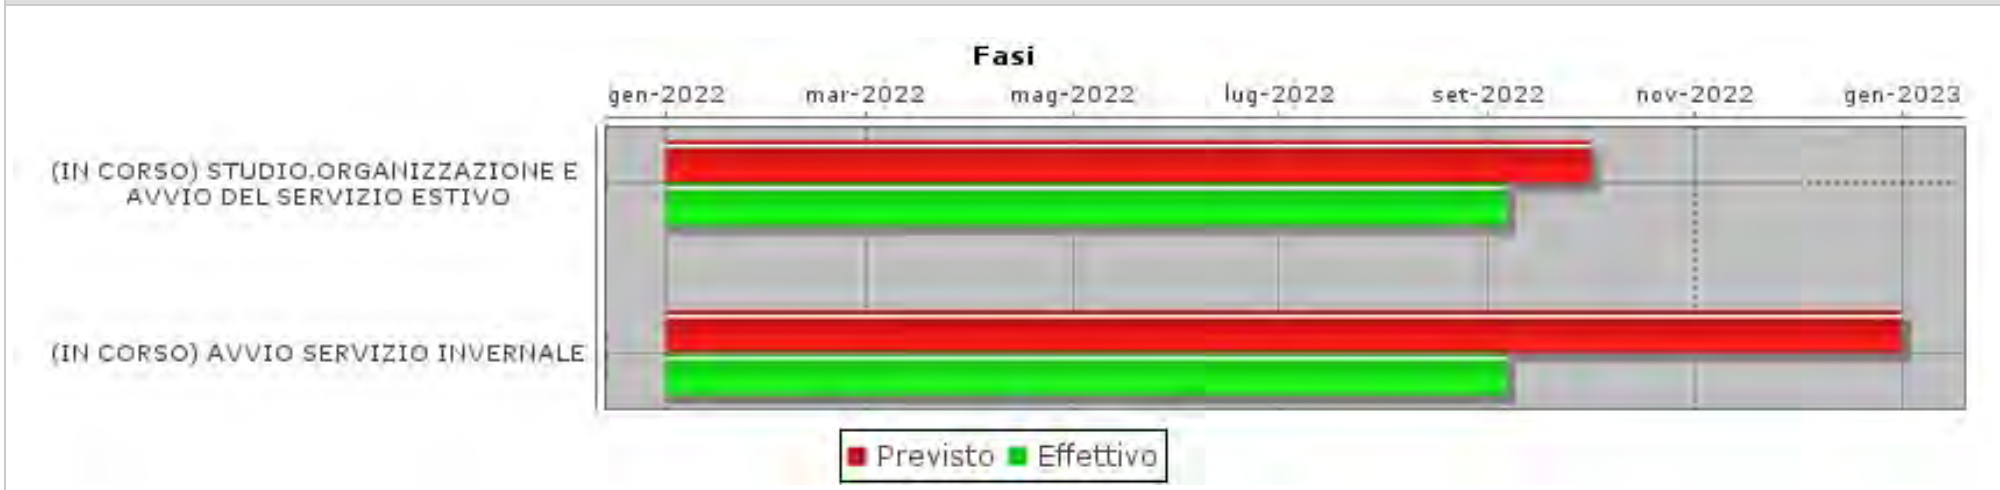 Fasi
gen-2022 mar-2022 mag-2022 lug-2022 set-2022 nov-2022 gen-2023
(IN CORSO) STUDIO.ORGANIZZAZIONE E
AVVIO DEL SERVIZIO ESTIVO
(IN CORSO) AVVIO SERVIZIO INVERNALE
Previsto Effettivo